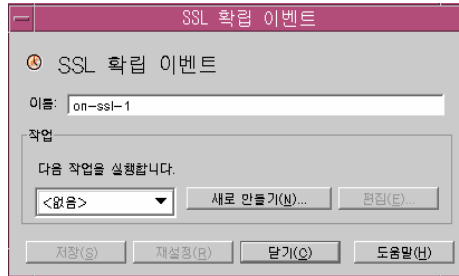 SSL 확립 이벤트
SSL 확립 이벤트
이름: on-ssl-1
작업
다음 작업을 실행합니다.
<없음> 새로 만들기(N)... 편집(E)...
저장(S) 재설정(R) 닫기(C) 도움말(H)